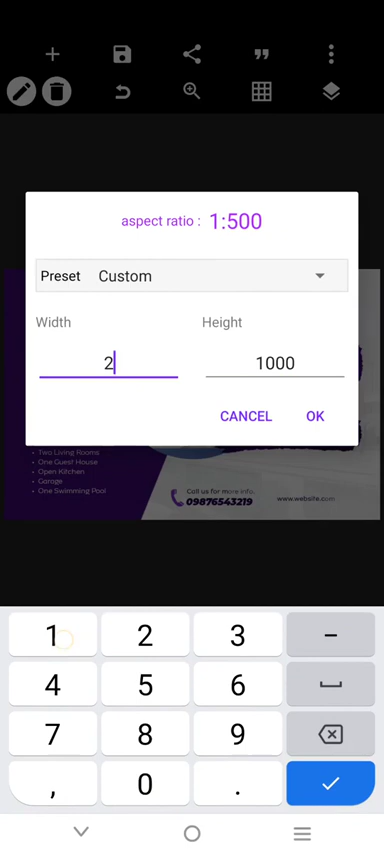 aspect ratio : 1:500
Preset Custom
Width Height
2 1000
CANCEL OK
• Two Living Rooms
• One Guest House
• Open Kitchen
• Garage
• One Swimming Pool
Call us for more info.
09876543219
www.website.com
1 2 3 −
4 5 6
7 8 9
, 0 .